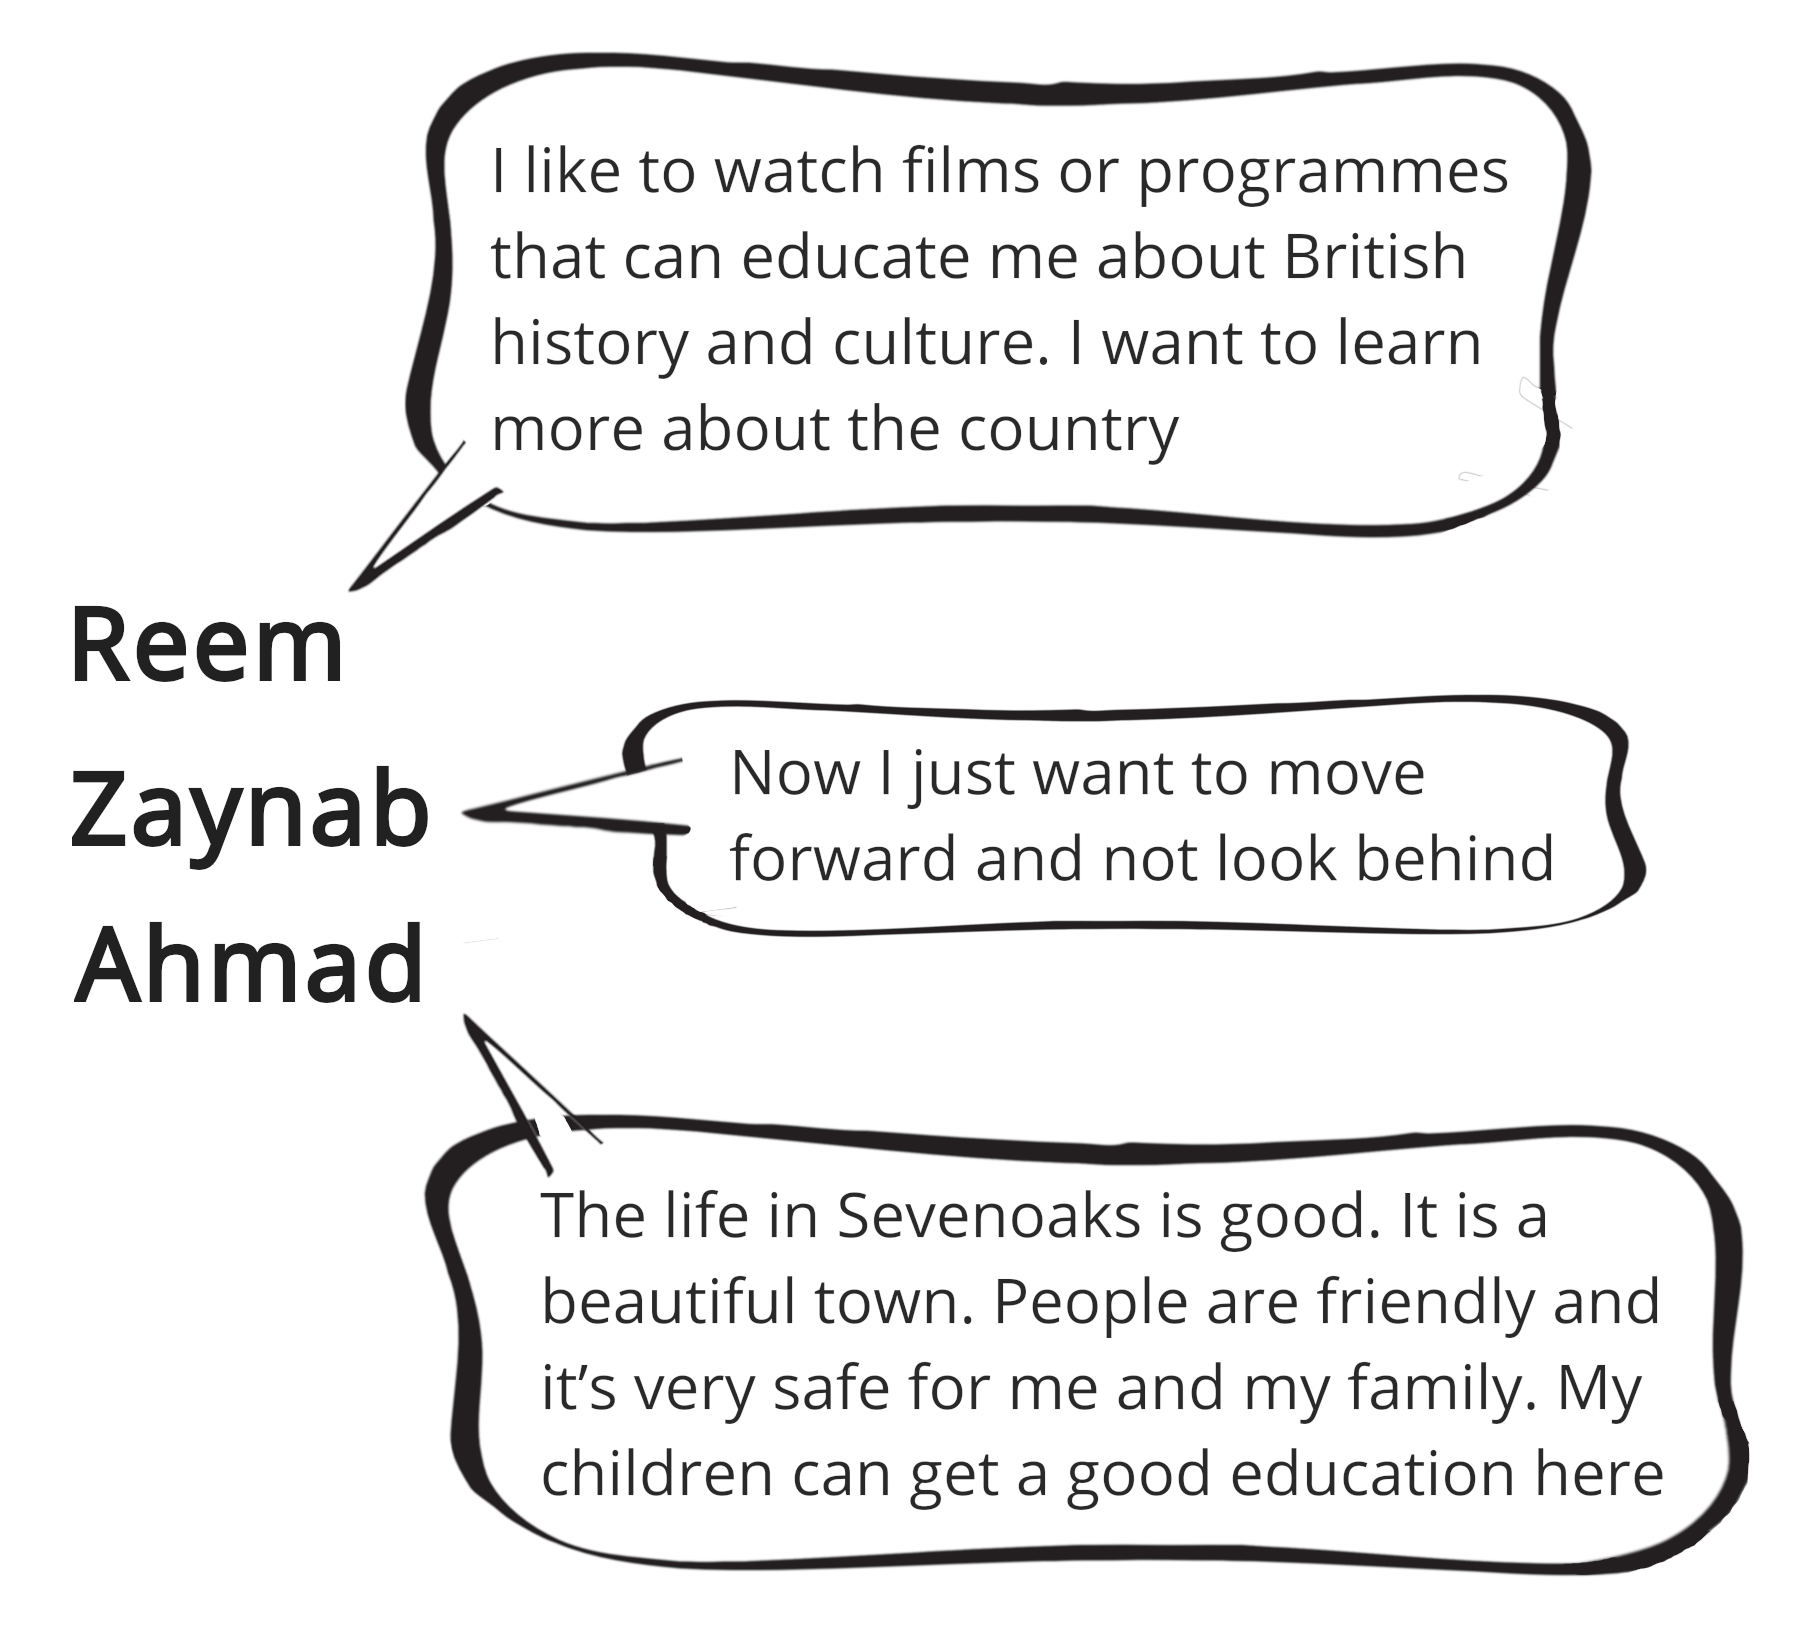 I like to watch films or programmes
that can educate me about British
history and culture. I want to learn
more about the country
Reem
Zaynab
Now I just want to move
forward and not look behind
Ahmad
The life in Sevenoaks is good. It is a
beautiful town. People are friendly and
it’s very safe for me and my family. My
children can get a good education here